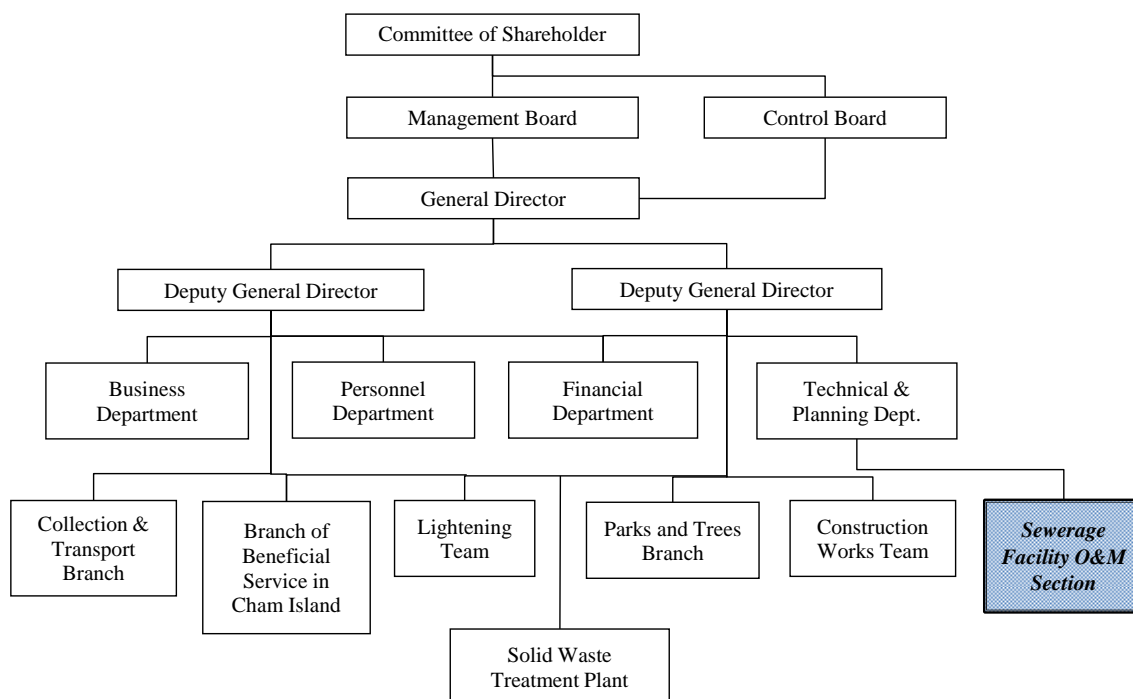 Committee of Shareholder
Management Board
Control Board
General Director
Deputy General Director
Deputy General Director
Business
Department
Personnel
Department
Financial
Department
Technical &
Planning Dept.
Collection &
Transport
Branch
Branch of
Beneficial
Service in
Cham Island
Lightening
Team
Parks and Trees
Branch
Construction
Works Team
Sewerage
Facility O&M
Section
Solid Waste
Treatment Plant